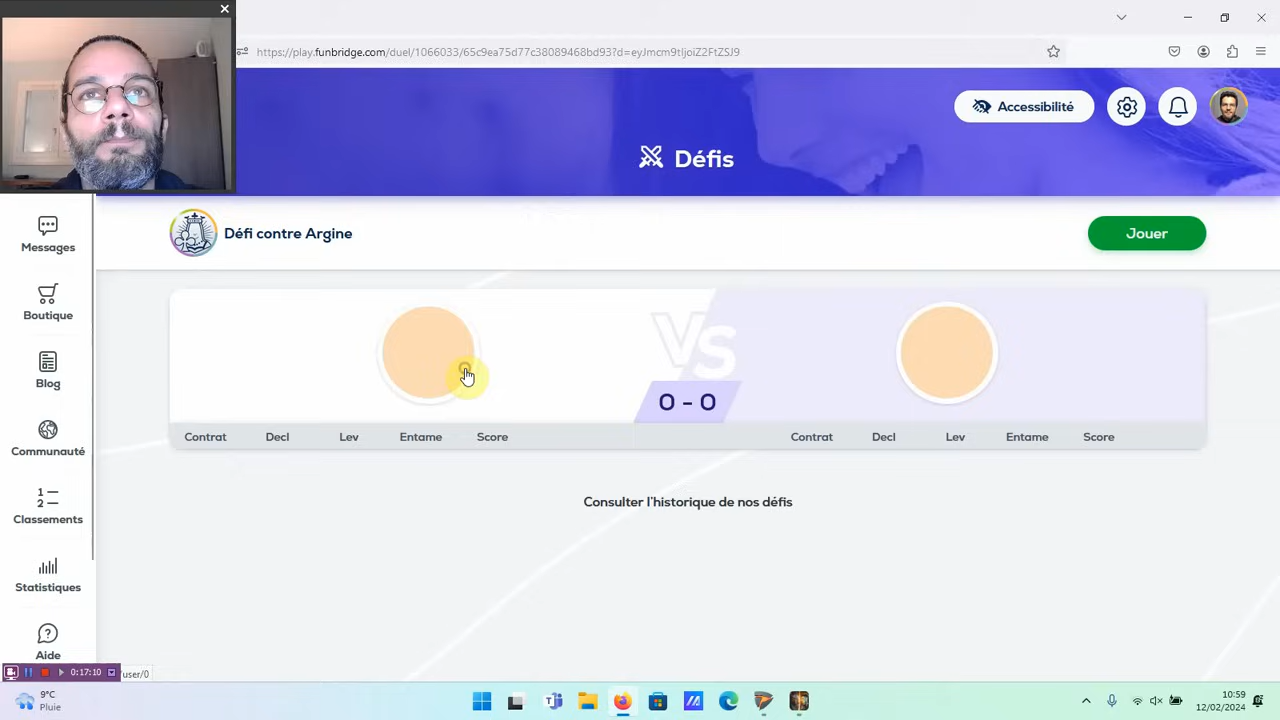 https://play.funbridge.com/duel/1066033/65c9ea75d77c38089468bd93?d=eyJmcm9tIjoiZ2FtZSJ9
Accessibilité
Défis
Messages
Boutique
Blog
Communauté
1
2
Classements
Statistiques
Aide
Défi contre Argine
Jouer
VS
0 - 0
Contrat Decl Lev Entame Score
Contrat Decl Lev Entame Score
Consulter l'historique de nos défis
0:17:10
user/0
9°C
Pluie
10:59
12/02/2024